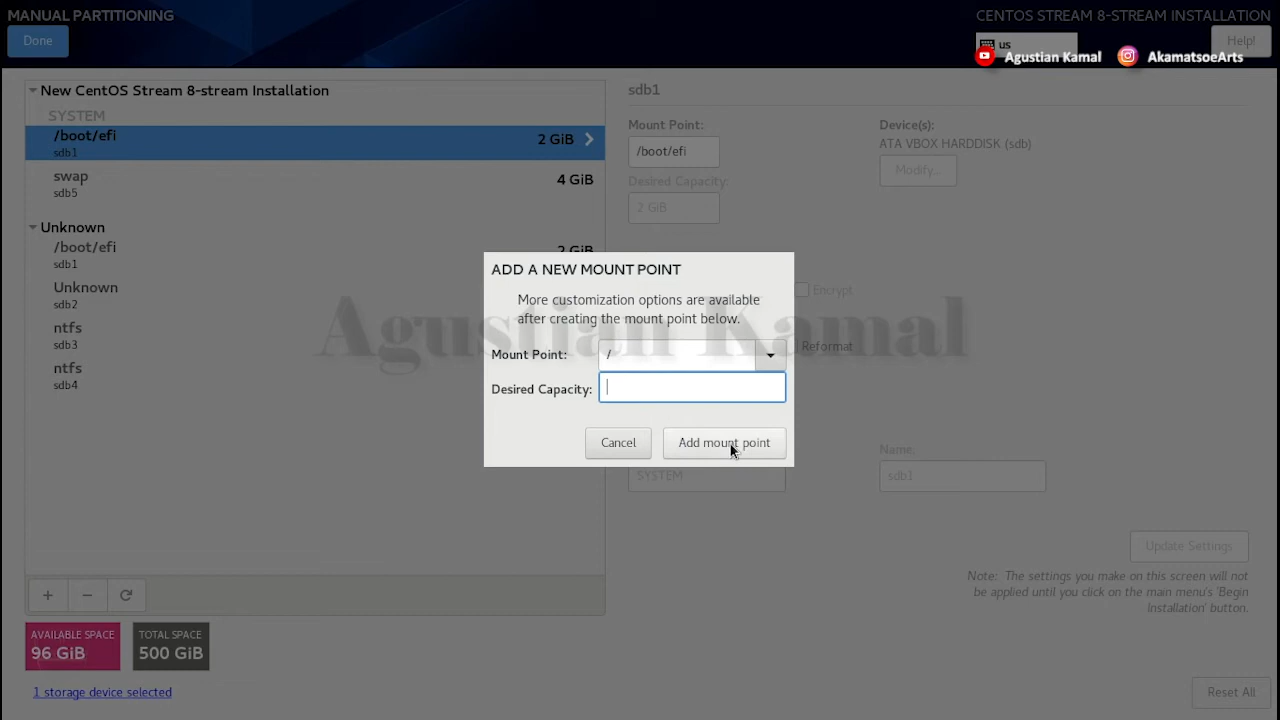 MANUAL PARTITIONING
CENTOS STREAM 8-STREAM INSTALLATION
Done
us
Help!
Agustian Kamal
AkamatsoeArts
New CentOS Stream 8-stream Installation
SYSTEM
/boot/efi
2 GiB
sdb1
swap
4 GiB
sdb5
Unknown
/boot/efi
2 GiB
sdb1
Unknown
sdb2
ntfs
sdb3
ntfs
sdb4
sdb1
Mount Point:
Device(s):
/boot/efi
ATA VBOX HARDDISK (sdb)
Modify...
Desired Capacity:
2 GiB
Encrypt
Reformat
Name:
SYSTEM
sdb1
ADD A NEW MOUNT POINT
More customization options are available
after creating the mount point below.
Agustian Kamal
Mount Point:
/
Desired Capacity:
Cancel
Add mount point
Update Settings
Note: The settings you make on this screen will not
be applied until you click on the main menu's 'Begin
Installation' button.
+ −
AVAILABLE SPACE
96 GiB
TOTAL SPACE
500 GiB
1 storage device selected
Reset All